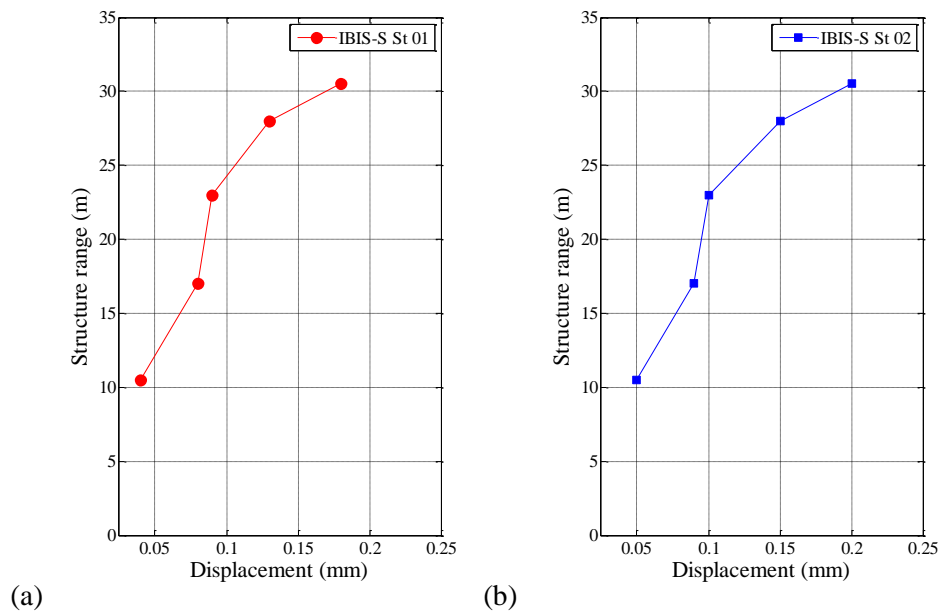 35
30
25
20
15
10
5
0
Structure range (m)
IBIS-S St 01
0.05 0.1 0.15 0.2 0.25
Displacement (mm)
(a)
35
30
25
20
15
10
5
0
Structure range (m)
IBIS-S St 02
0.05 0.1 0.15 0.2 0.25
Displacement (mm)
(b)